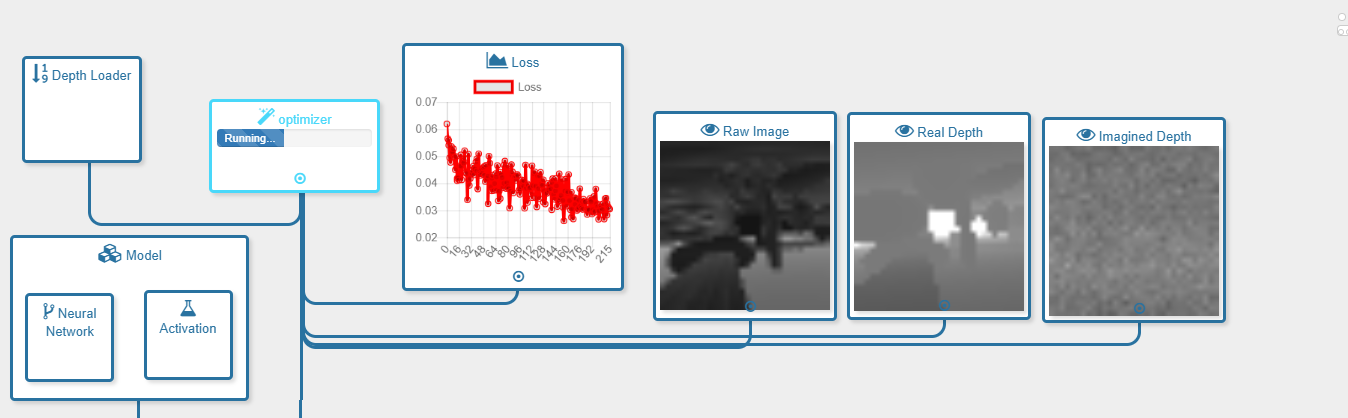 Depth Loader
optimizer
Running...
Loss
Loss
0.07
0.06
0.05
0.04
0.03
0.02
0 16 32 48 64 80 96 112 128 144 160 176 192 215
Raw Image
Real Depth
Imagined Depth
Model
Neural
Network
Activation